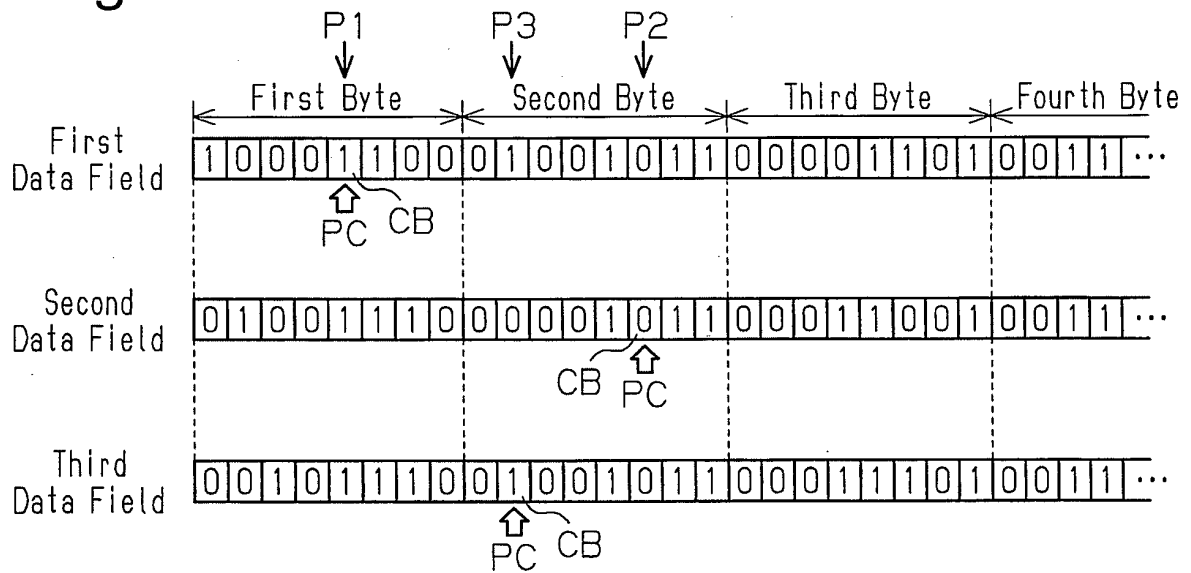 P1 P3 P2
First Byte Second Byte Third Byte Fourth Byte
First
Data Field
1 0 0 0 1 1 0 0 0 1 0 0 1 0 1 1 0 0 0 0 1 1 0 1 0 0 1 1 ...
PC CB
Second
Data Field
0 1 0 0 1 1 1 0 0 0 0 0 1 0 1 1 0 0 0 1 1 0 0 1 0 0 1 1 ...
CB PC
Third
Data Field
0 0 1 0 1 1 1 0 0 1 0 0 1 0 1 1 0 0 0 1 1 1 0 1 0 0 1 1 ...
PC CB